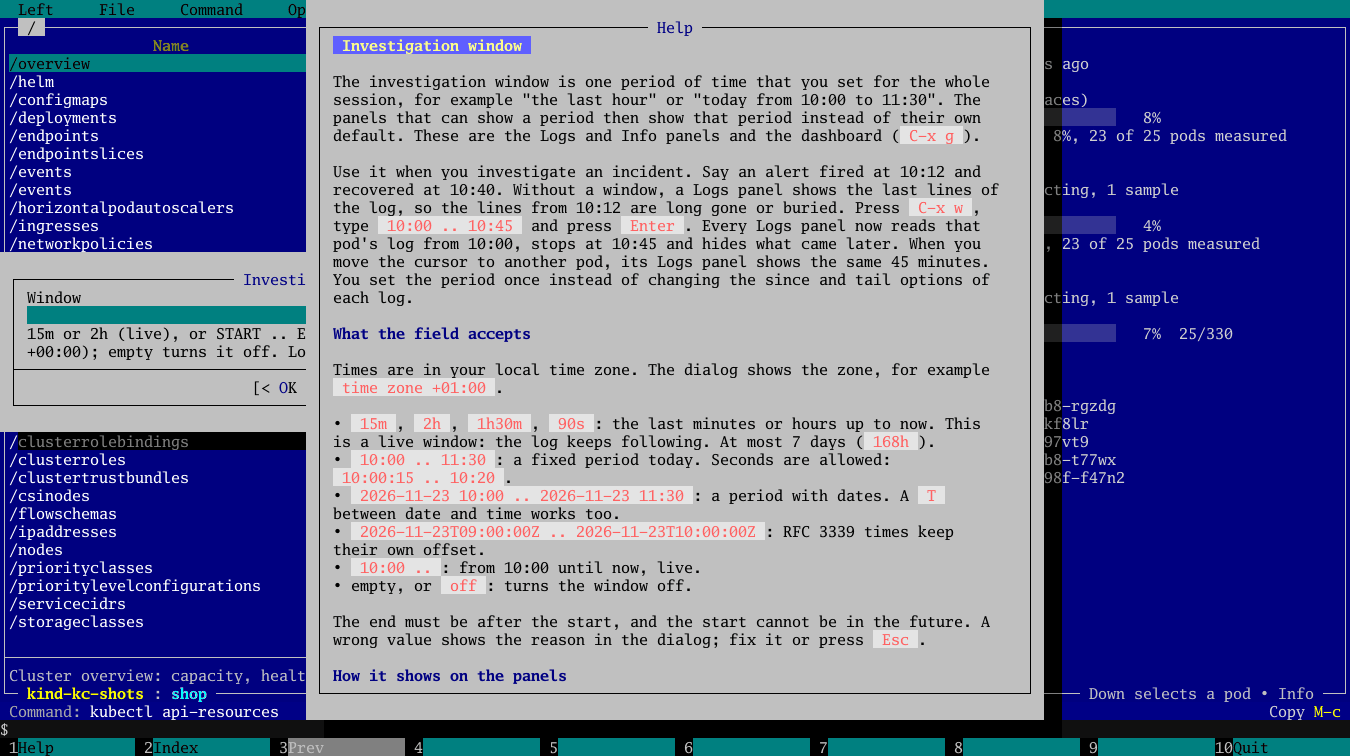 Left File Command Op
/
Name
/overview
/helm
/configmaps
/deployments
/endpoints
/endpointslices
/events
/events
/horizontalpodautoscalers
/ingresses
/networkpolicies
Investi
Window
15m or 2h (live), or START .. E
+00:00); empty turns it off. Lo
[< OK
/clusterrolebindings
/clusterroles
/clustertrustbundles
/csinodes
/flowschemas
/ipaddresses
/nodes
/priorityclasses
/prioritylevelconfigurations
/servicecidrs
/storageclasses
Cluster overview: capacity, healt
kind-kc-shots : shop
Command: kubectl api-resources
Help
Investigation window
The investigation window is one period of time that you set for the whole
session, for example "the last hour" or "today from 10:00 to 11:30". The
panels that can show a period then show that period instead of their own
default. These are the Logs and Info panels and the dashboard ( C-x g ).
Use it when you investigate an incident. Say an alert fired at 10:12 and
recovered at 10:40. Without a window, a Logs panel shows the last lines of
the log, so the lines from 10:12 are long gone or buried. Press C-x w ,
type 10:00 .. 10:45 and press Enter . Every Logs panel now reads that
pod's log from 10:00, stops at 10:45 and hides what came later. When you
move the cursor to another pod, its Logs panel shows the same 45 minutes.
You set the period once instead of changing the since and tail options of
each log.
What the field accepts
Times are in your local time zone. The dialog shows the zone, for example
time zone +01:00 .
• 15m , 2h , 1h30m , 90s : the last minutes or hours up to now. This
is a live window: the log keeps following. At most 7 days ( 168h ).
• 10:00 .. 11:30 : a fixed period today. Seconds are allowed:
10:00:15 .. 10:20 .
• 2026-11-23 10:00 .. 2026-11-23 11:30 : a period with dates. A T
between date and time works too.
• 2026-11-23T09:00:00Z .. 2026-11-23T10:00:00Z : RFC 3339 times keep
their own offset.
• 10:00 .. : from 10:00 until now, live.
• empty, or off : turns the window off.
The end must be after the start, and the start cannot be in the future. A
wrong value shows the reason in the dialog; fix it or press Esc .
How it shows on the panels
s ago
aces)
8%
8%, 23 of 25 pods measured
cting, 1 sample
4%
, 23 of 25 pods measured
cting, 1 sample
7% 25/330
b8-rgzdg
kf8lr
97vt9
b8-t77wx
98f-f47n2
Down selects a pod • Info
Copy M-c
$
1Help 2Index 3Prev 4 5 6 7 8 9 10Quit